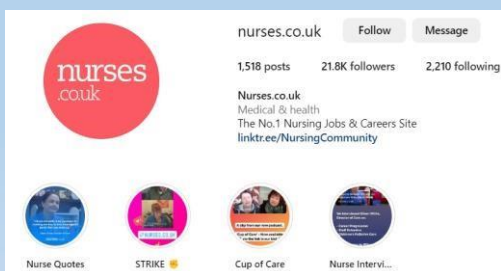 nurses
.co.uk
nurses.co.uk Follow Message
1,518 posts 21.8K followers 2,210 following
Nurses.co.uk
Medical & health
The No.1 Nursing Jobs & Careers Site
linktr.ee/NursingCommunity
Nurse Quotes STRIKE ✊ Cup of Care Nurse Intervi...